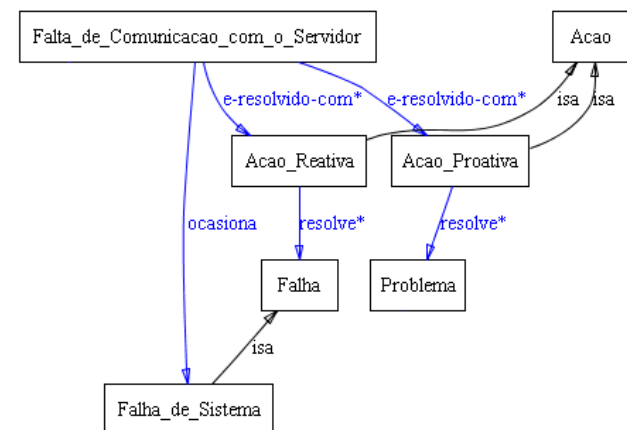 Falta_de_Comunicacao_com_o_Servidor
Acao
e-resolvido-com*
e-resolvido-com*
isa
isa
Acao_Reativa
Acao_Proativa
ocasiona
resolve*
resolve*
Falha
Problema
isa
Falha_de_Sistema